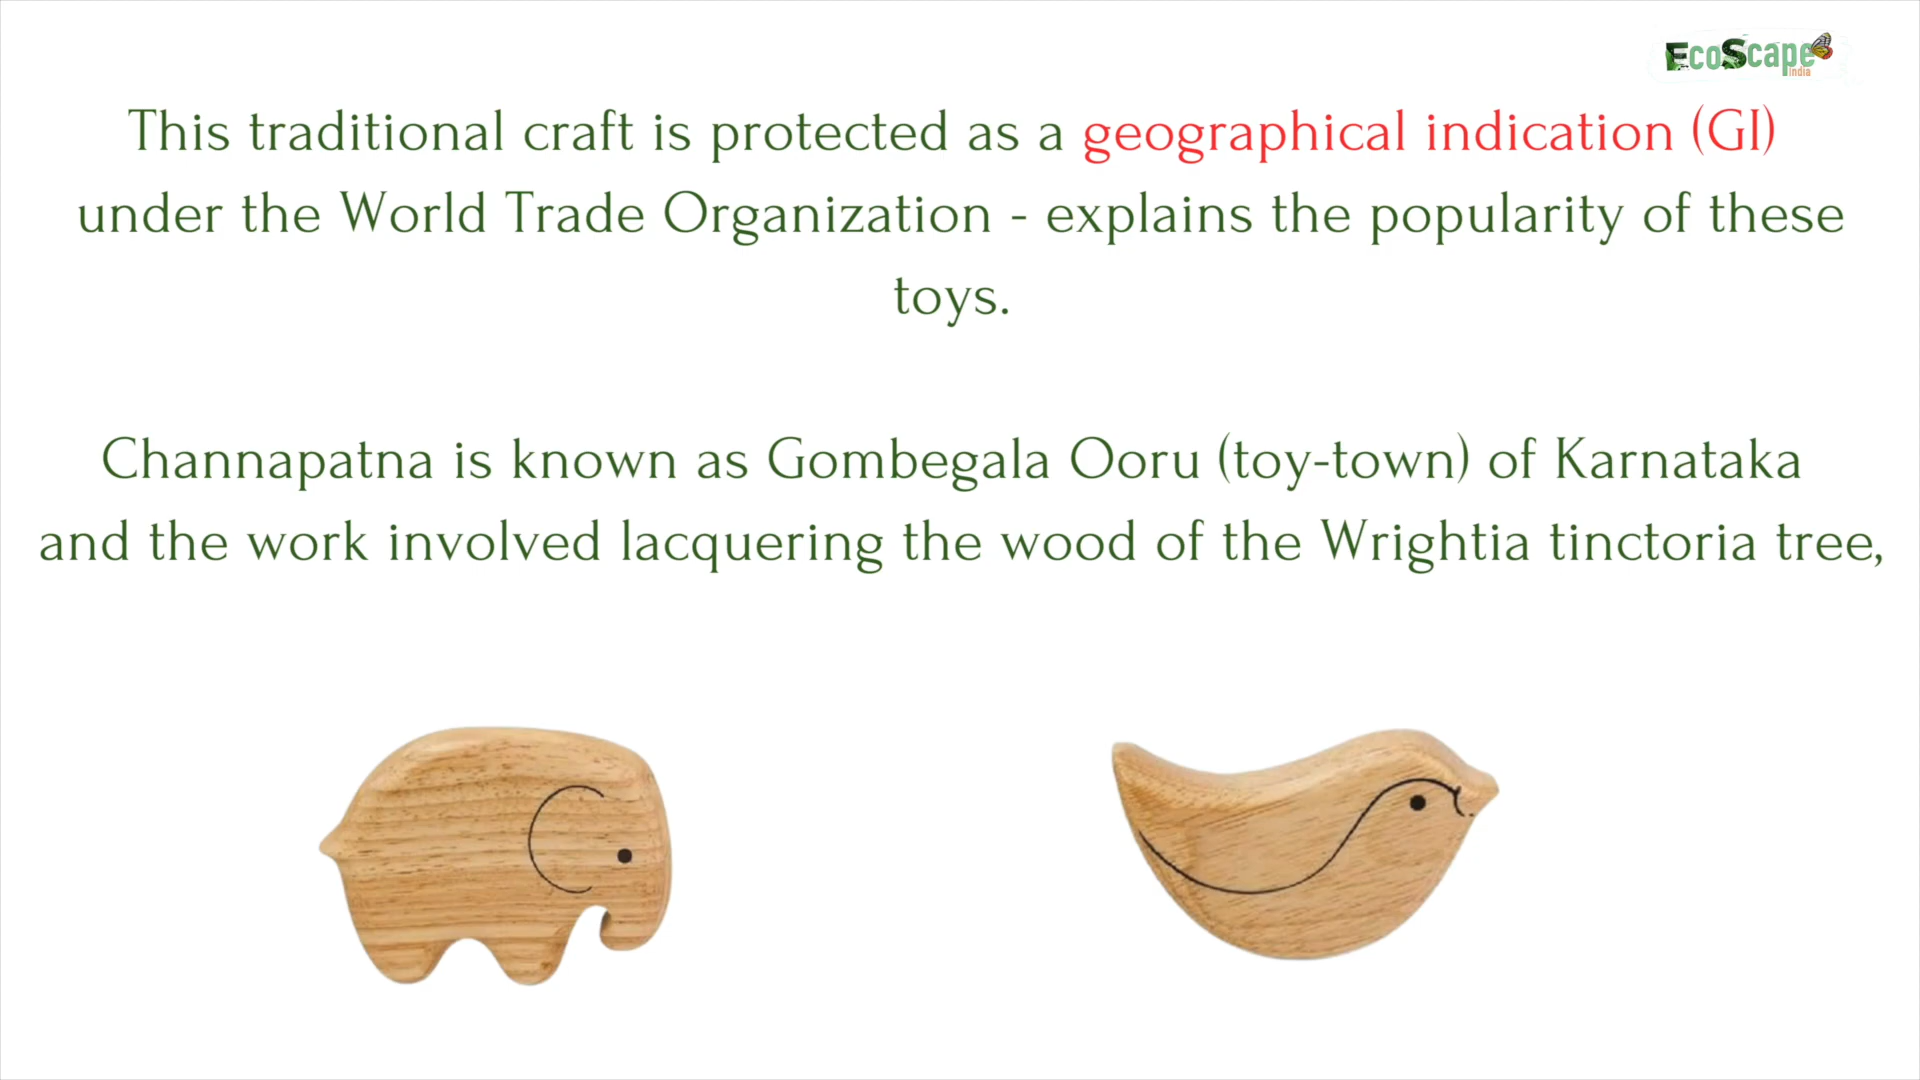 EcoScape
India
This traditional craft is protected as a geographical indication (GI)
under the World Trade Organization - explains the popularity of these
toys.
Channapatna is known as Gombegala Ooru (toy-town) of Karnataka
and the work involved lacquering the wood of the Wrightia tinctoria tree,